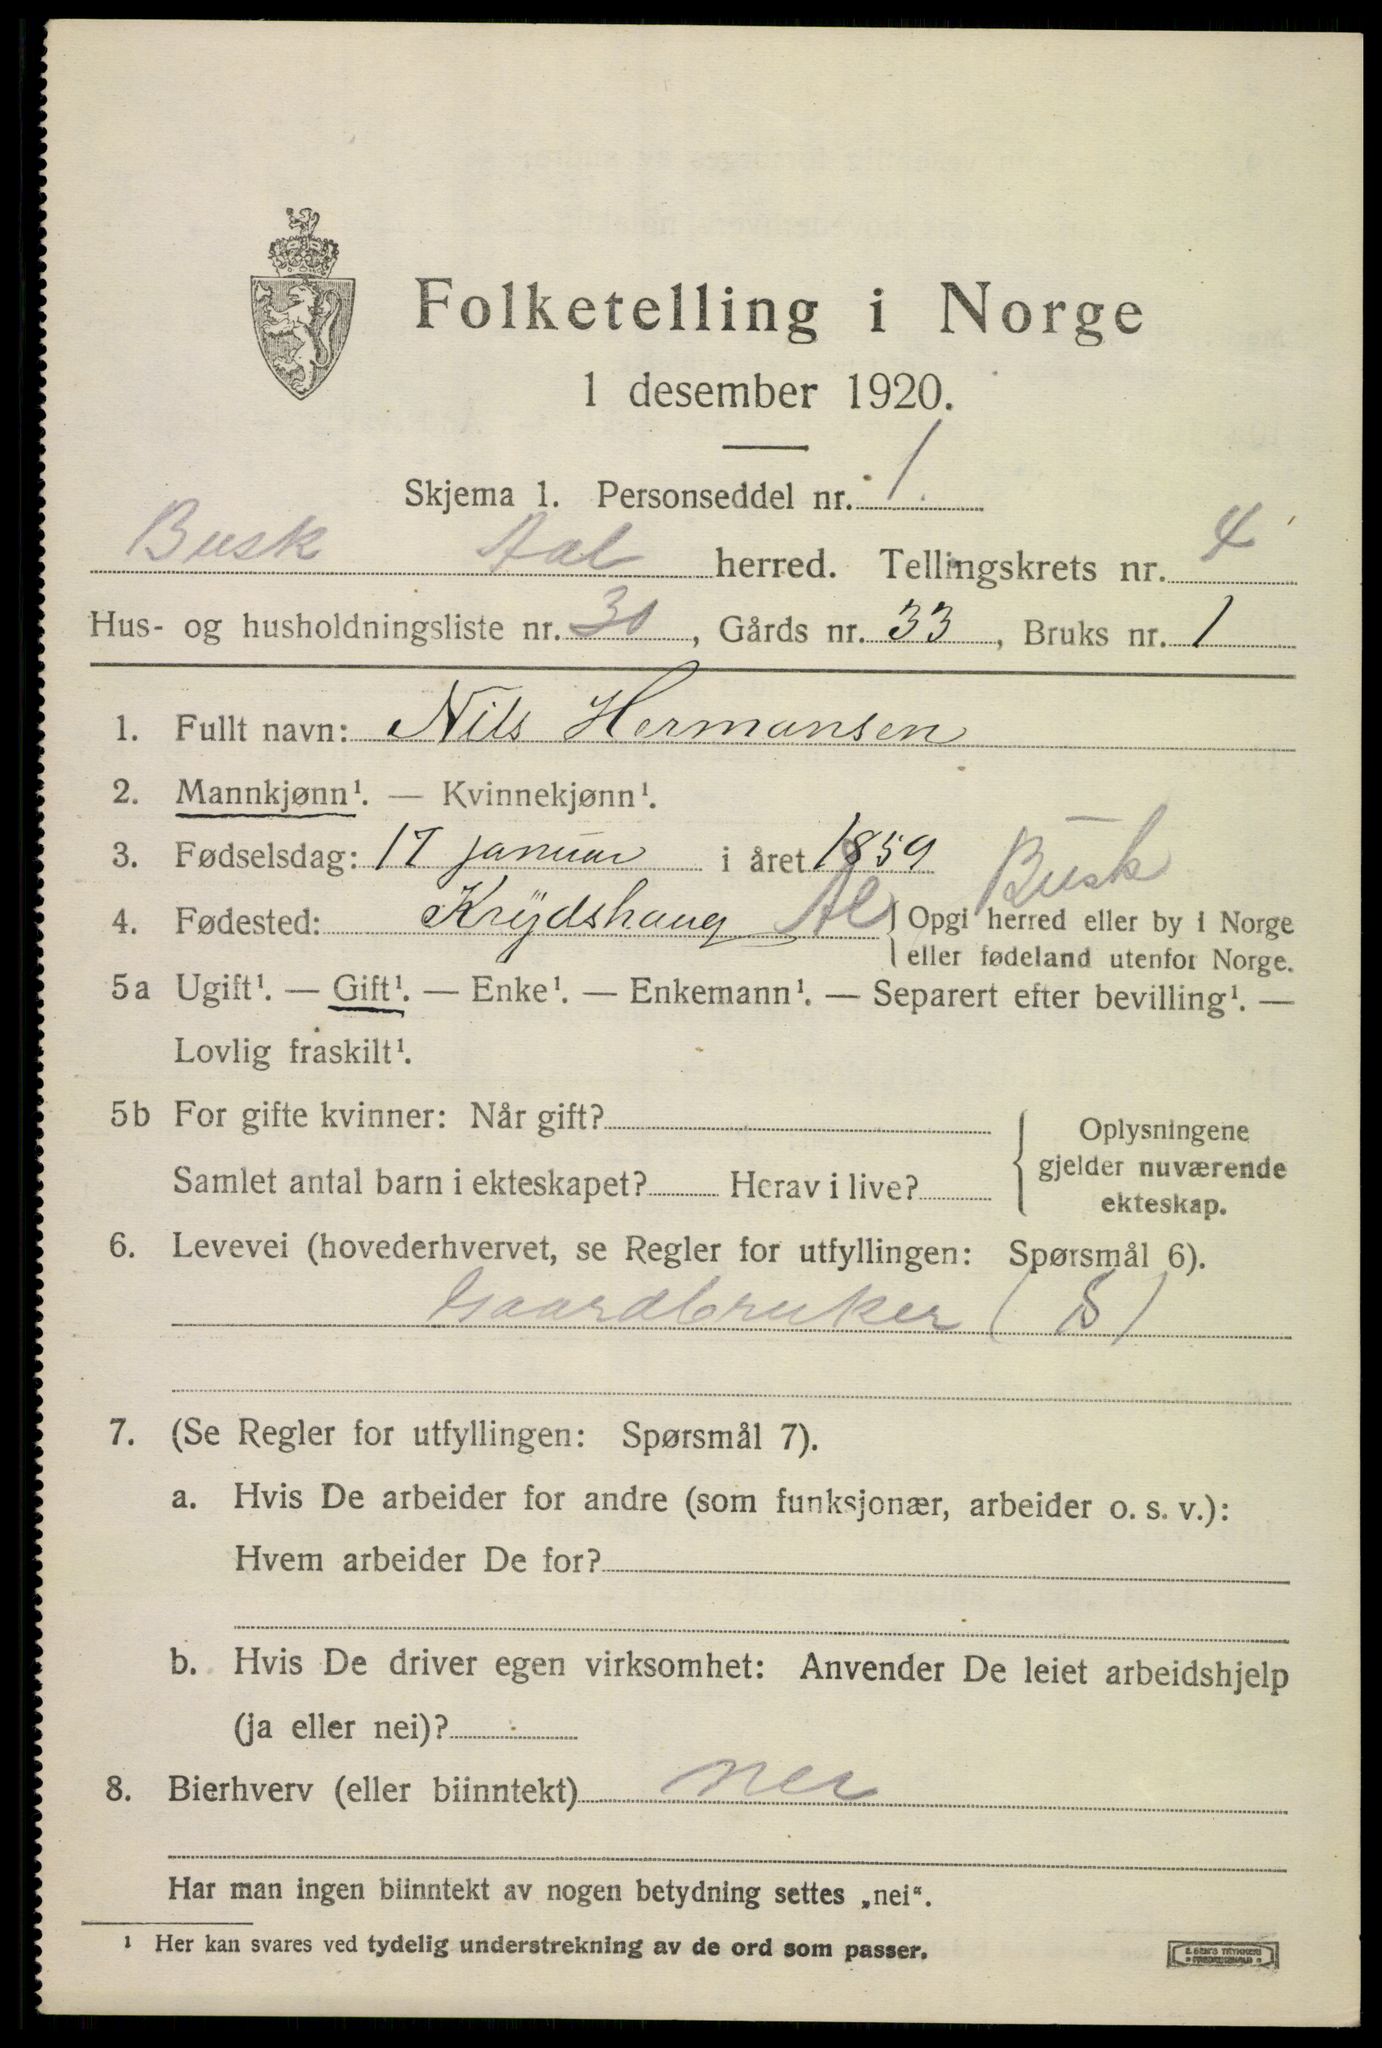 Folketelling i Norge
1 desember 1920.
Skjema 1. Personseddel nr. 1.
Busk Aal herred. Tellingskrets nr. 4
Hus- og husholdningsliste nr. 30, Gårds nr. 33, Bruks nr. 1
1. Fullt navn: Nils Hermansen
2. Mannkjønn¹. — Kvinnekjønn¹.
3. Fødselsdag: 17 januar i året 1859
Busk
4. Fødested: Krydshaug Ål { Opgi herred eller by i Norge
eller fødeland utenfor Norge.
5a Ugift¹. — Gift¹. — Enke¹. — Enkemann¹. — Separert efter bevilling¹. —
Lovlig fraskilt¹.
5b For gifte kvinner: Når gift?
Samlet antal barn i ekteskapet? Herav i live?
Oplysningene
gjelder nuværende
ekteskap.
6. Levevei (hovederhvervet, se Regler for utfyllingen: Spørsmål 6).
Gaardbruker (S)
7. (Se Regler for utfyllingen: Spørsmål 7).
a. Hvis De arbeider for andre (som funksjonær, arbeider o. s. v.):
Hvem arbeider De for?
b. Hvis De driver egen virksomhet: Anvender De leiet arbeidshjelp
(ja eller nei)?
8. Bierhverv (eller biinntekt) nei
Har man ingen biinntekt av nogen betydning settes „nei“.
¹ Her kan svares ved tydelig understrekning av de ord som passer.